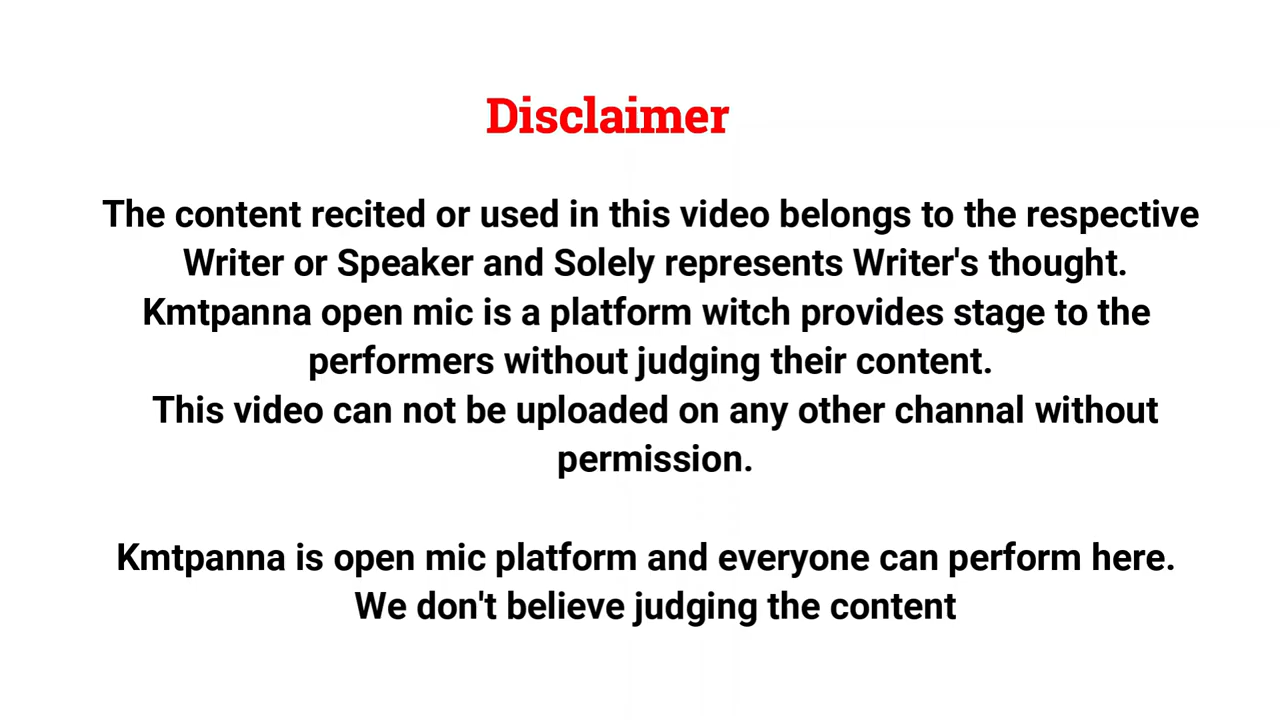 Disclaimer
The content recited or used in this video belongs to the respective
Writer or Speaker and Solely represents Writer's thought.
Kmtpanna open mic is a platform witch provides stage to the
performers without judging their content.
This video can not be uploaded on any other channal without
permission.
Kmtpanna is open mic platform and everyone can perform here.
We don't believe judging the content